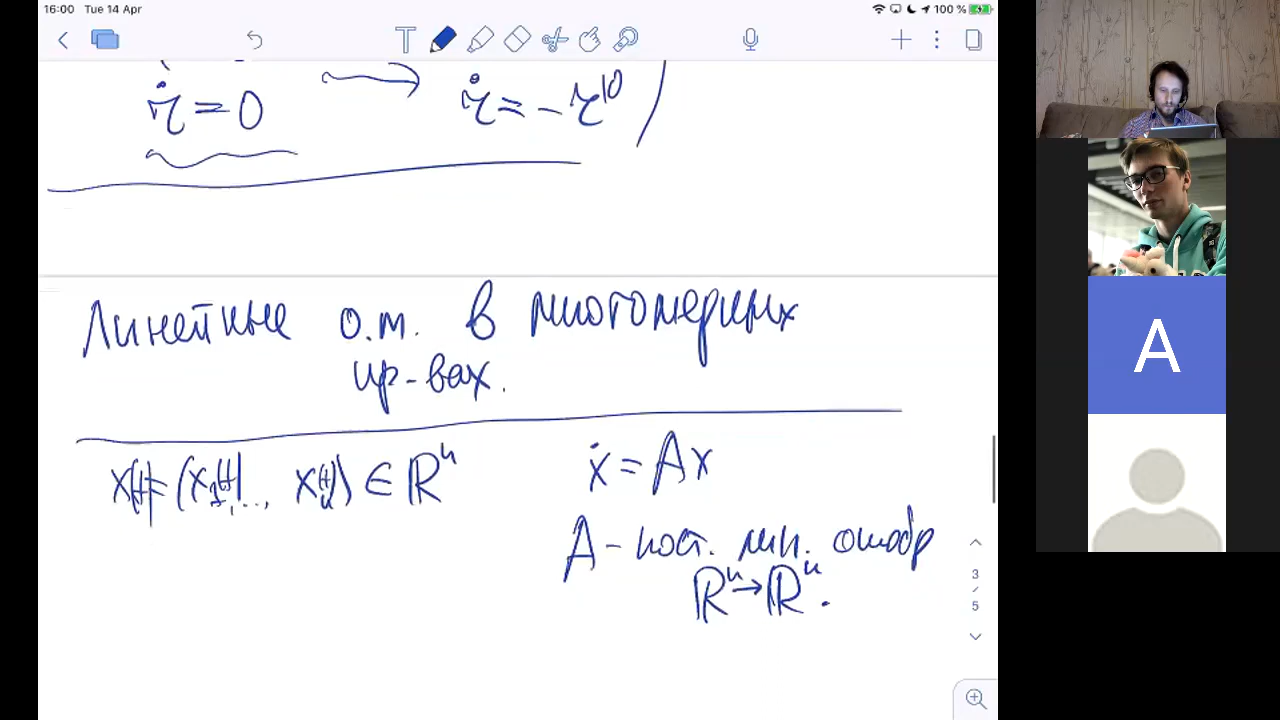 16:00 Tue 14 Apr 100 %
ṙ = 0 → ṙ = - r¹⁰ )
Линейные о.т. в многомерных
пр-вах.
x(t) = (x₁(t), ..., xₙ(t)) ∈ ℝⁿ ẋ = Ax
A - пост. лин. отобр
ℝⁿ → ℝⁿ.
3
/
5
A